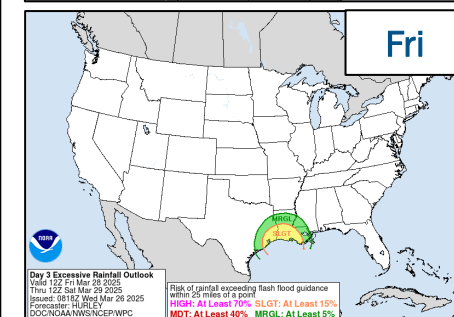 Fri
MRGL
SLGT
NOAA
Day 3 Excessive Rainfall Outlook
Valid 12Z Fri Mar 28 2025
Thru 12Z Sat Mar 29 2025
Issued: 0818Z Wed Mar 26 2025
Forecaster: HURLEY
DOC/NOAA/NWS/NCEP/WPC
Risk of rainfall exceeding flash flood guidance
within 25 miles of a point
HIGH: At Least 70% SLGT: At Least 15%
MDT: At Least 40% MRGL: At Least 5%